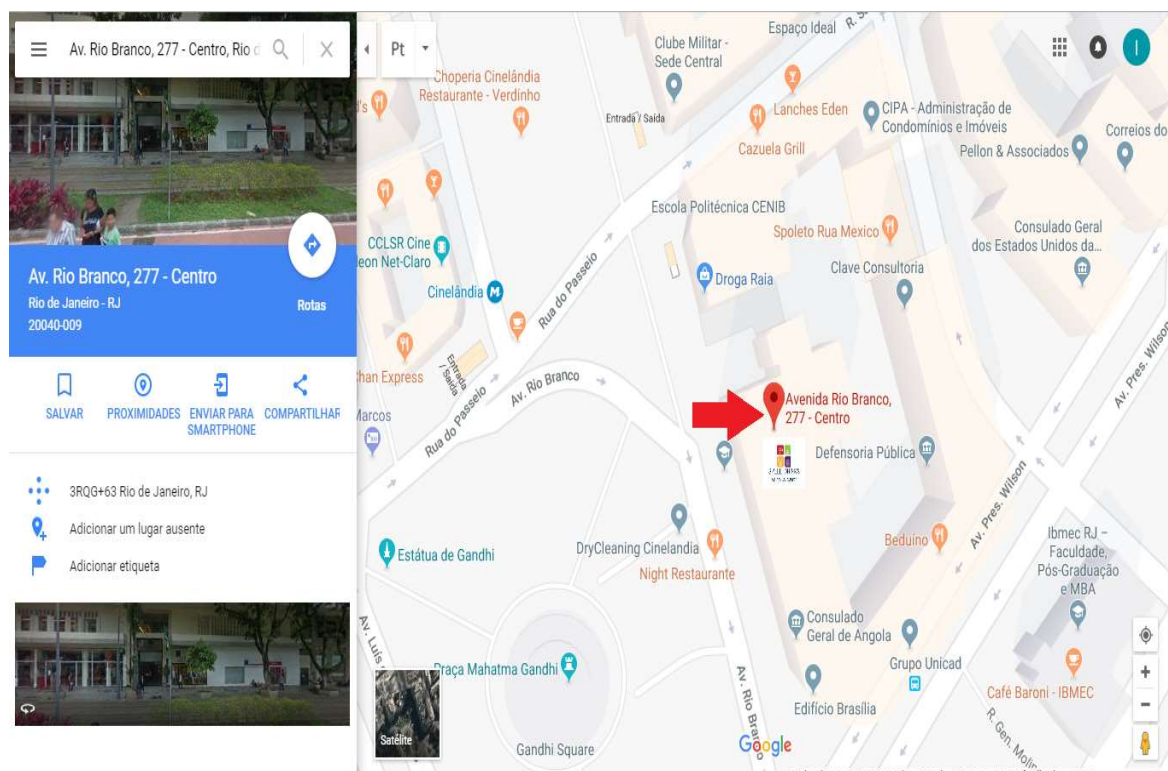 Av. Rio Branco, 277 - Centro, Rio d
Pt
Av. Rio Branco, 277 - Centro
Rio de Janeiro - RJ
20040-009
Rotas
SALVAR
PROXIMIDADES
ENVIAR PARA
SMARTPHONE
COMPARTILHAR
3RQG+63 Rio de Janeiro, RJ
Adicionar um lugar ausente
Adicionar etiqueta
Espaço Ideal
Clube Militar -
Sede Central
I
Choperia Cinelândia
Restaurante - Verdinho
Entrada / Saída
Lanches Eden
CIPA - Administração de
Condomínios e Imóveis
Correios do
Cazuela Grill
Pellon & Associados
Escola Politécnica CENIB
Spoleto Rua Mexico
Consulado Geral
dos Estados Unidos da...
CCLSR Cine
eon Net-Claro
Rua do Passeio
Droga Raia
Clave Consultoria
Cinelândia
Entrada
/ Saída
han Express
Av. Rio Branco
Av. Pres. Wilson
Avenida Rio Branco,
277 - Centro
Marcos
Rua do Passeio
Defensoria Pública
Av. Pres. Wilson
Estátua de Gandhi
DryCleaning Cinelandia
Night Restaurante
Beduíno
Ibmec RJ –
Faculdade,
Pós-Graduação
e MBA
Consulado
Geral de Angola
Av. Luís
Praça Mahatma Gandhi
Grupo Unicad
Av. Rio Branco
Café Baroni - IBMEC
Edifício Brasília
Satélite
Gandhi Square
Google
R. Gen.